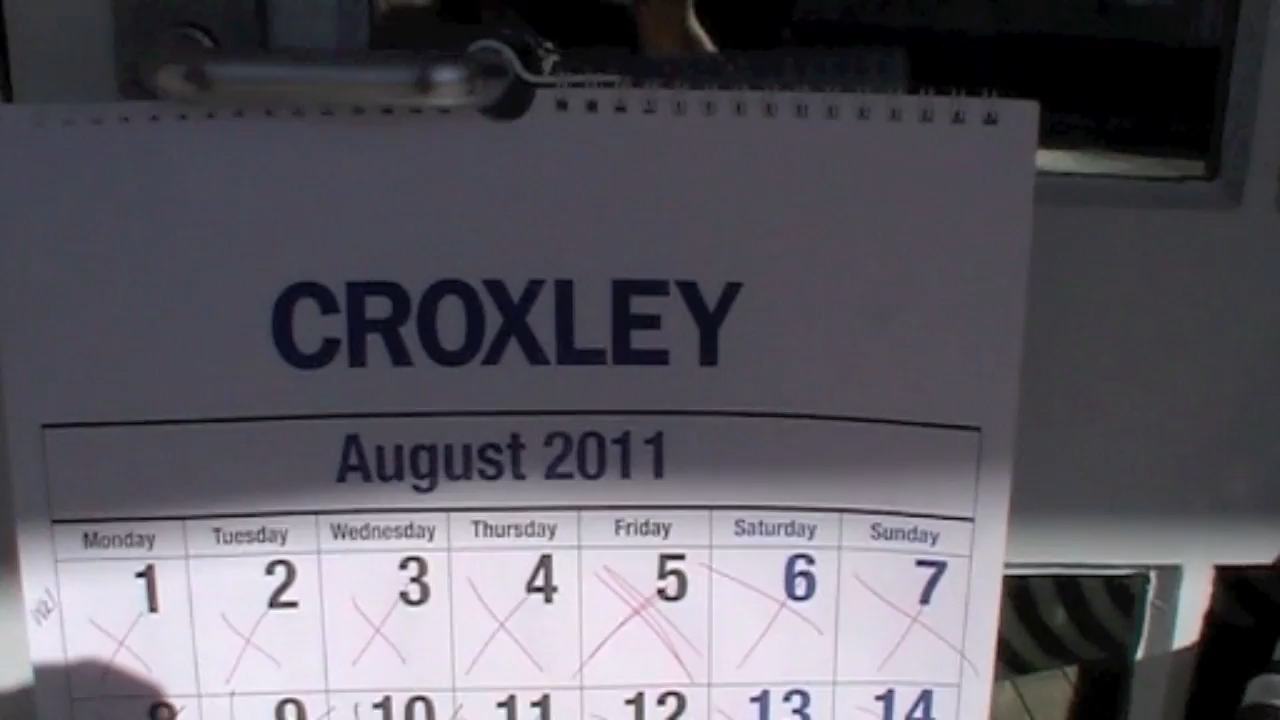 CROXLEY
August 2011
Monday Tuesday Wednesday Thursday Friday Saturday Sunday
1 2 3 4 5 6 7
8 9 10 11 12 13 14